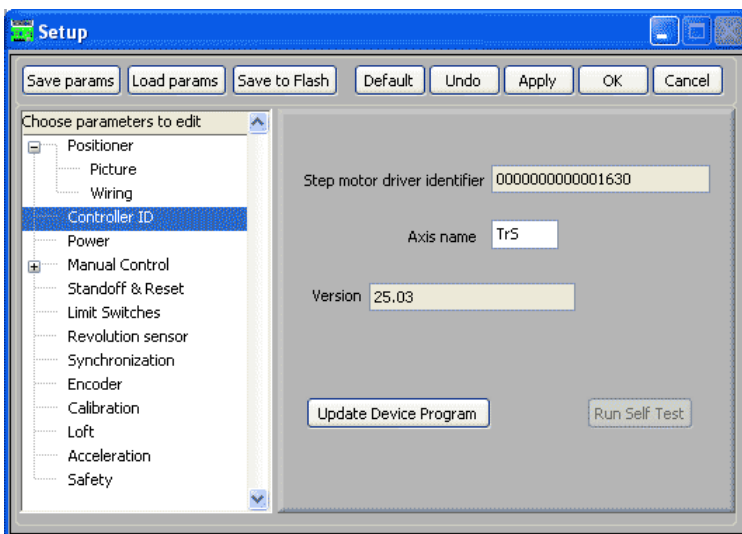 Setup
Save params Load params Save to Flash Default Undo Apply OK Cancel
Choose parameters to edit
Positioner
Picture
Wiring
Controller ID
Power
Manual Control
Standoff & Reset
Limit Switches
Revolution sensor
Synchronization
Encoder
Calibration
Loft
Acceleration
Safety
Step motor driver identifier 0000000000001630
Axis name TrS
Version 25.03
Update Device Program Run Self Test